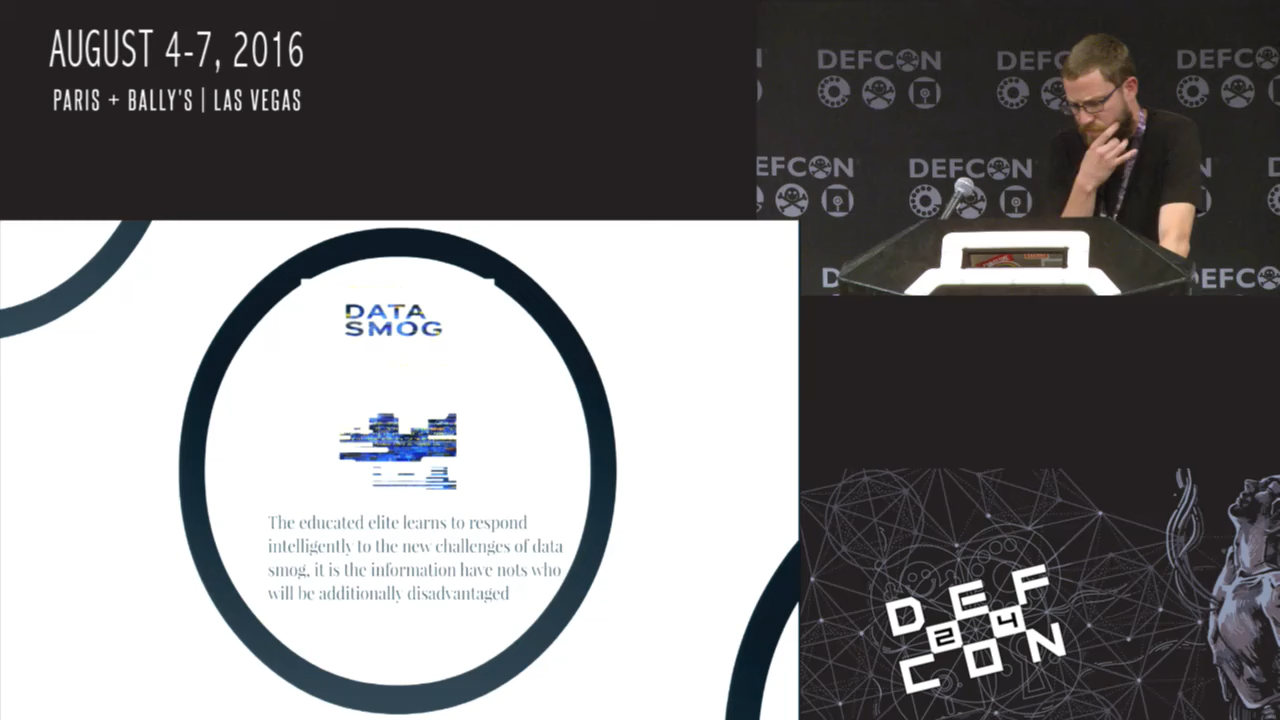 AUGUST 4-7, 2016
PARIS + BALLY'S | LAS VEGAS
DEFCON
DEFCON
DEFCON
EFCON
DEFCON
D
EFCON
DATA
SMOG
The educated elite learns to respond
intelligently to the new challenges of data
smog, it is the information have nots who
will be additionally disadvantaged
DEF
24
CON